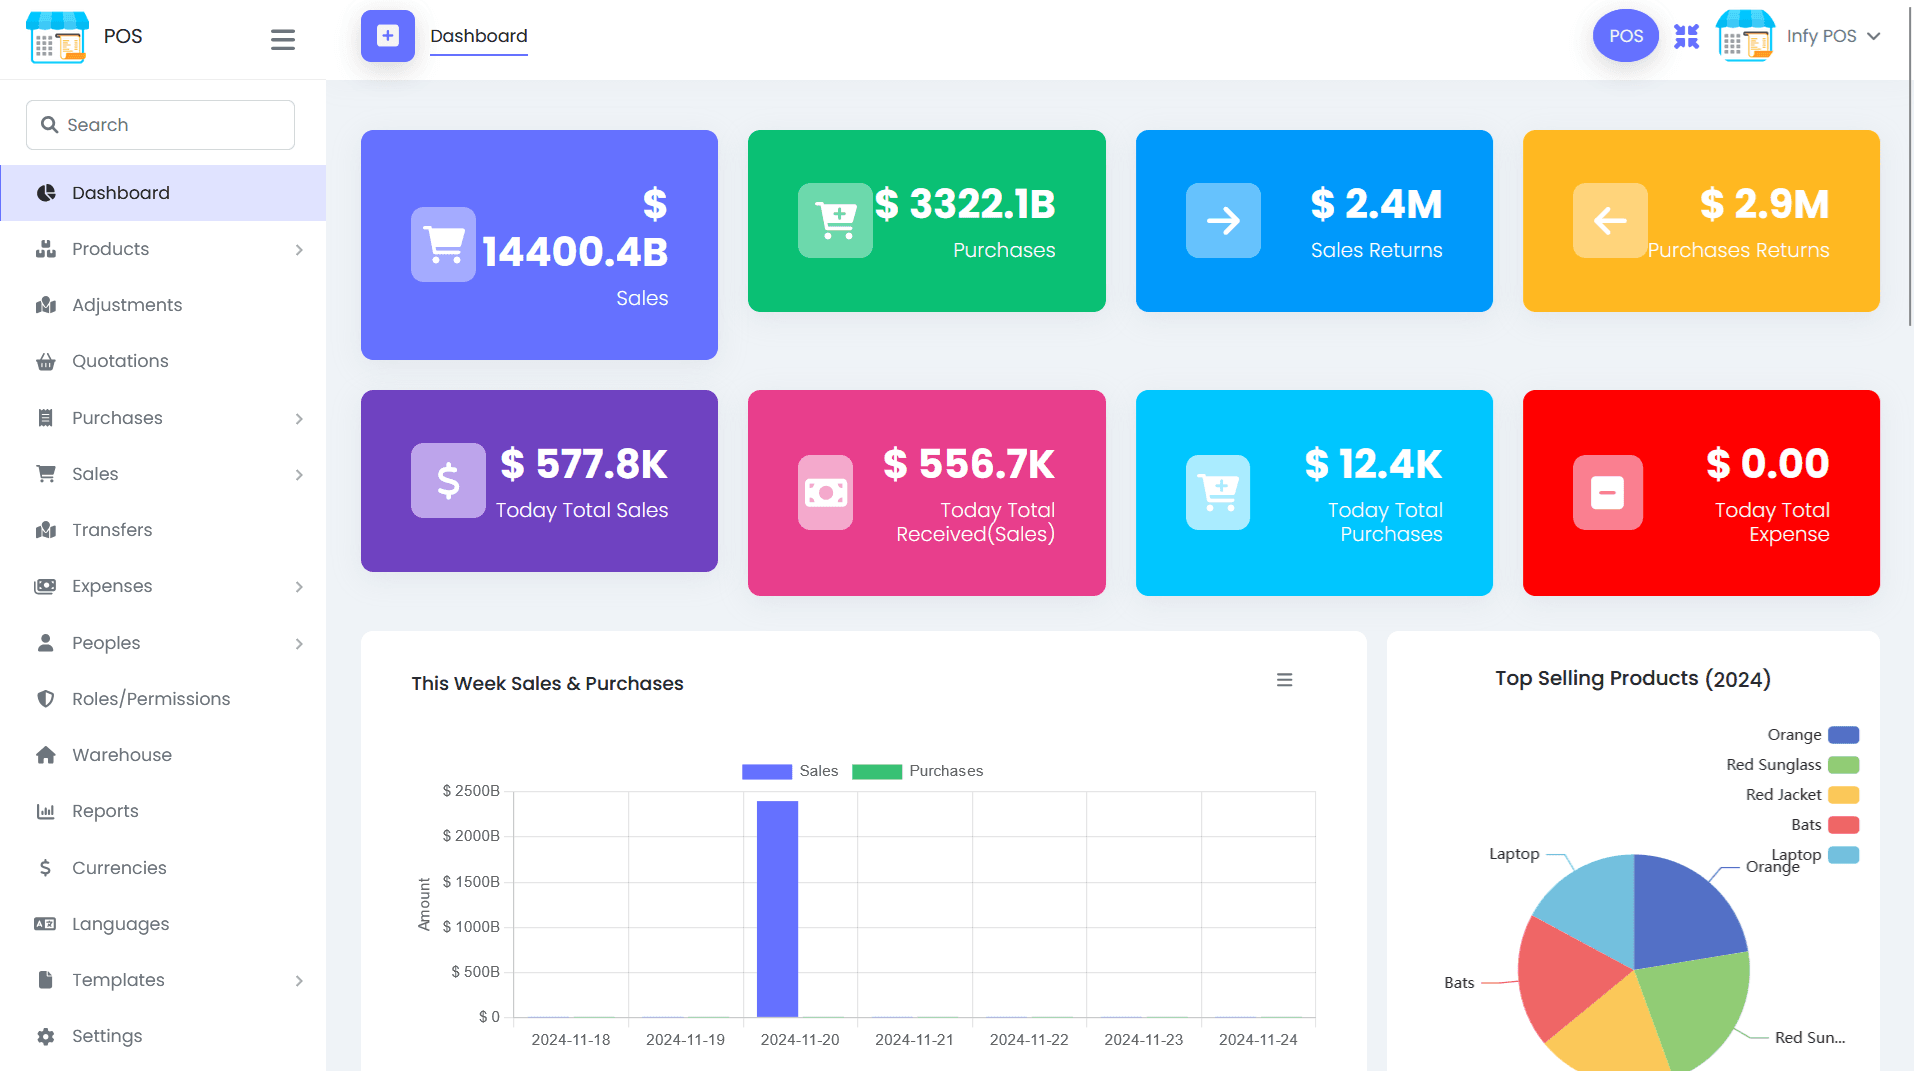 POS
Dashboard
POS
Infy POS
Search
Dashboard
Products
Adjustments
Quotations
Purchases
Sales
Transfers
Expenses
Peoples
Roles/Permissions
Warehouse
Reports
Currencies
Languages
Templates
Settings
$
14400.4B
Sales
$ 3322.1B
Purchases
$ 2.4M
Sales Returns
$ 2.9M
Purchases Returns
$ 577.8K
Today Total Sales
$ 556.7K
Today Total
Received(Sales)
$ 12.4K
Today Total
Purchases
$ 0.00
Today Total
Expense
This Week Sales & Purchases
Sales
Purchases
Amount
$ 2500B
$ 2000B
$ 1500B
$ 1000B
$ 500B
$ 0
2024-11-18
2024-11-19
2024-11-20
2024-11-21
2024-11-22
2024-11-23
2024-11-24
Top Selling Products (2024)
Orange
Red Sunglass
Red Jacket
Bats
Laptop
Laptop
Orange
Bats
Red Sun...